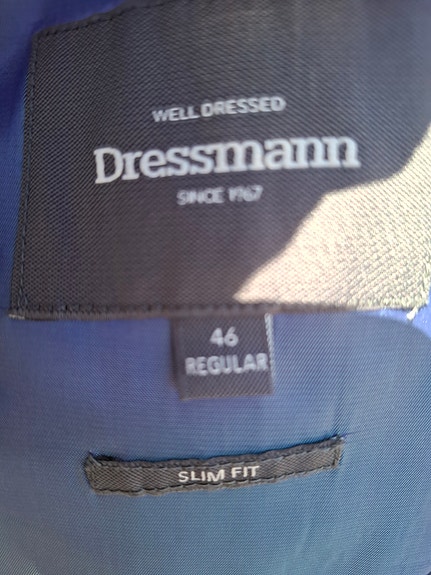 WELL DRESSED
Dressmann
SINCE 1967
46
REGULAR
SLIM FIT